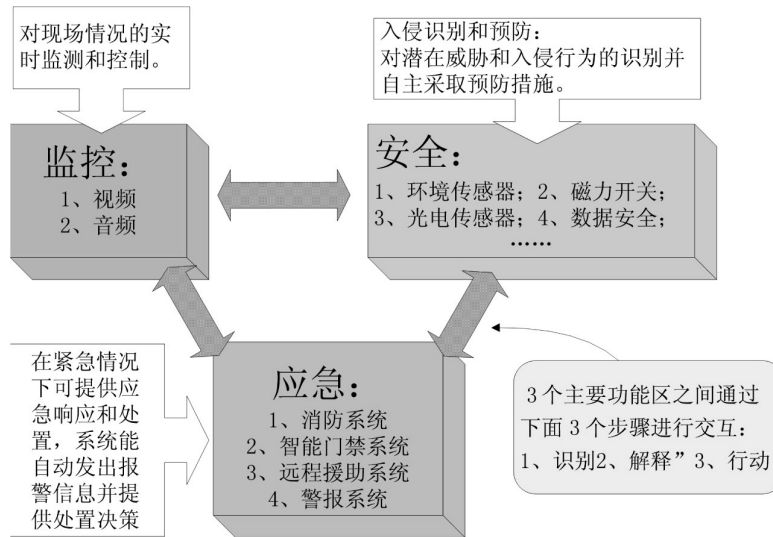 对现场情况的实
时监测和控制。
入侵识别和预防：
对潜在威胁和入侵行为的识别并
自主采取预防措施。
监控：
1、视频
2、音频
安全：
1、环境传感器；2、磁力开关；
3、光电传感器；4、数据安全；
……
在紧急情况
下可提供应
急响应和处
置，系统能
自动发出报
警信息并提
供处置决策
应急：
1、消防系统
2、智能门禁系统
3、远程援助系统
4、警报系统
3个主要功能区之间通过
下面3个步骤进行交互：
1、识别2、解释”3、行动